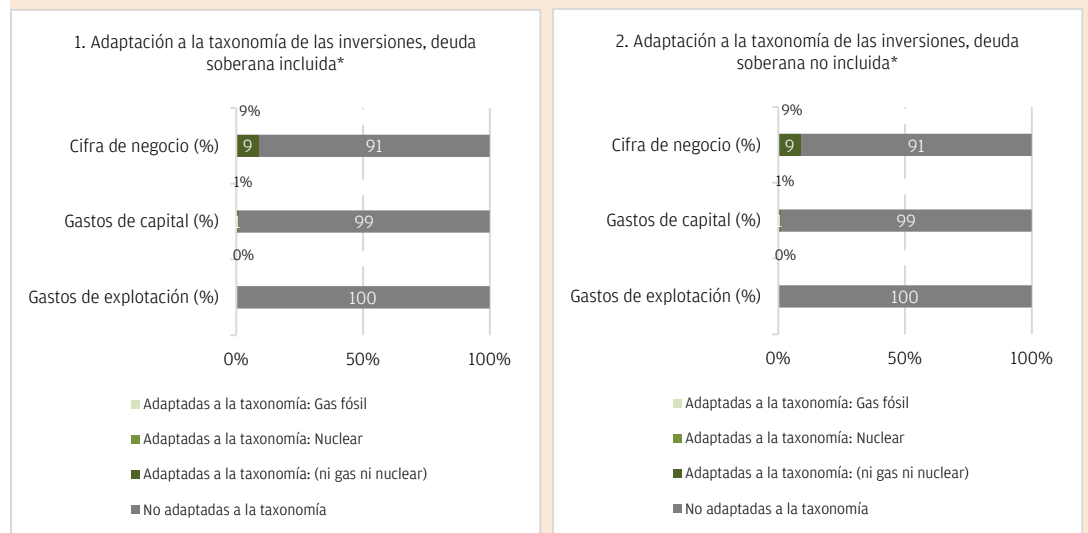 1. Adaptación a la taxonomía de las inversiones, deuda
soberana incluida*
9%
Cifra de negocio (%)
9
91
1%
Gastos de capital (%)
1
99
0%
Gastos de explotación (%)
100
0%
50%
100%
Adaptadas a la taxonomía: Gas fósil
Adaptadas a la taxonomía: Nuclear
Adaptadas a la taxonomía: (ni gas ni nuclear)
No adaptadas a la taxonomía
2. Adaptación a la taxonomía de las inversiones, deuda
soberana no incluida*
9%
Cifra de negocio (%)
9
91
1%
Gastos de capital (%)
1
99
0%
Gastos de explotación (%)
100
0%
50%
100%
Adaptadas a la taxonomía: Gas fósil
Adaptadas a la taxonomía: Nuclear
Adaptadas a la taxonomía: (ni gas ni nuclear)
No adaptadas a la taxonomía